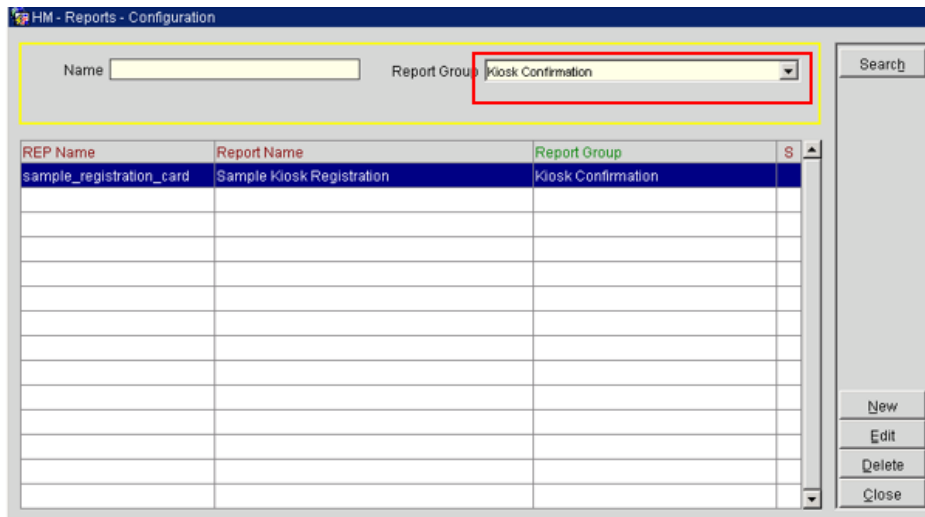 HM - Reports - Configuration
Name Report Group Kiosk Confirmation
Search
REP Name Report Name Report Group S
sample_registration_card Sample Kiosk Registration Kiosk Confirmation
New
Edit
Delete
Close